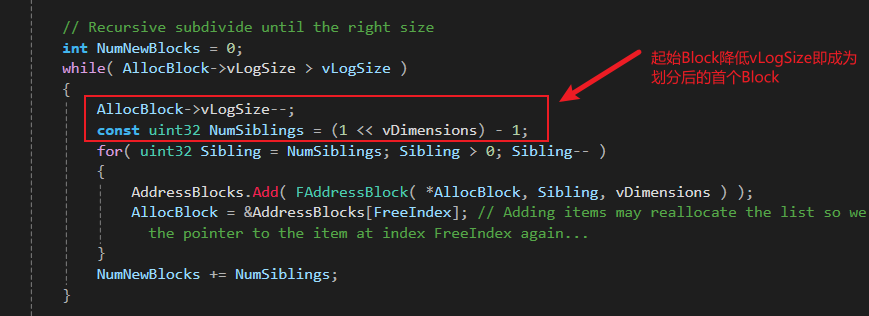 // Recursive subdivide until the right size
int NumNewBlocks = 0;
while( AllocBlock->vLogSize > vLogSize )
{
AllocBlock->vLogSize--;
const uint32 NumSiblings = (1 << vDimensions) - 1;
for( uint32 Sibling = NumSiblings; Sibling > 0; Sibling-- )
{
AddressBlocks.Add( FAddressBlock( *AllocBlock, Sibling, vDimensions ) );
AllocBlock = &AddressBlocks[FreeIndex]; // Adding items may reallocate the list so we
the pointer to the item at index FreeIndex again...
}
NumNewBlocks += NumSiblings;
}
起始Block降低vLogSize即成为
划分后的首个Block